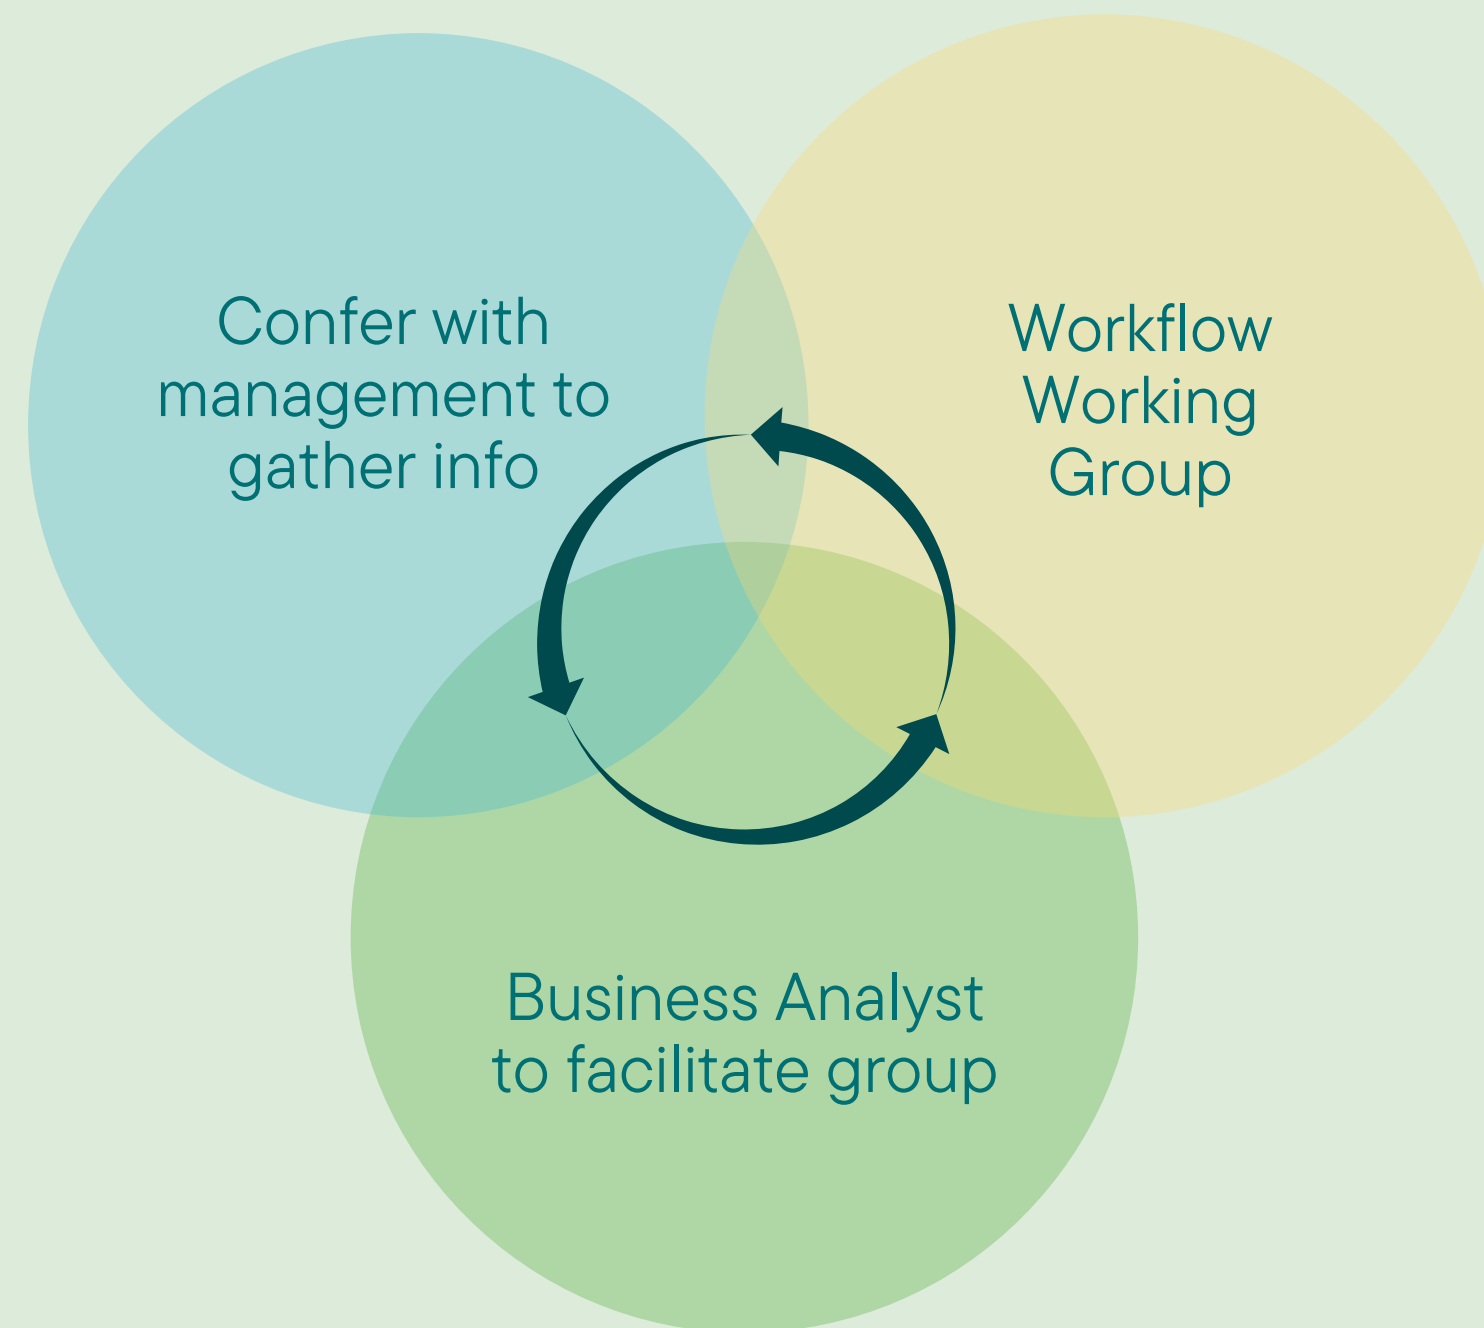 Confer with
management to
gather info
Workflow
Working
Group
Business Analyst
to facilitate group